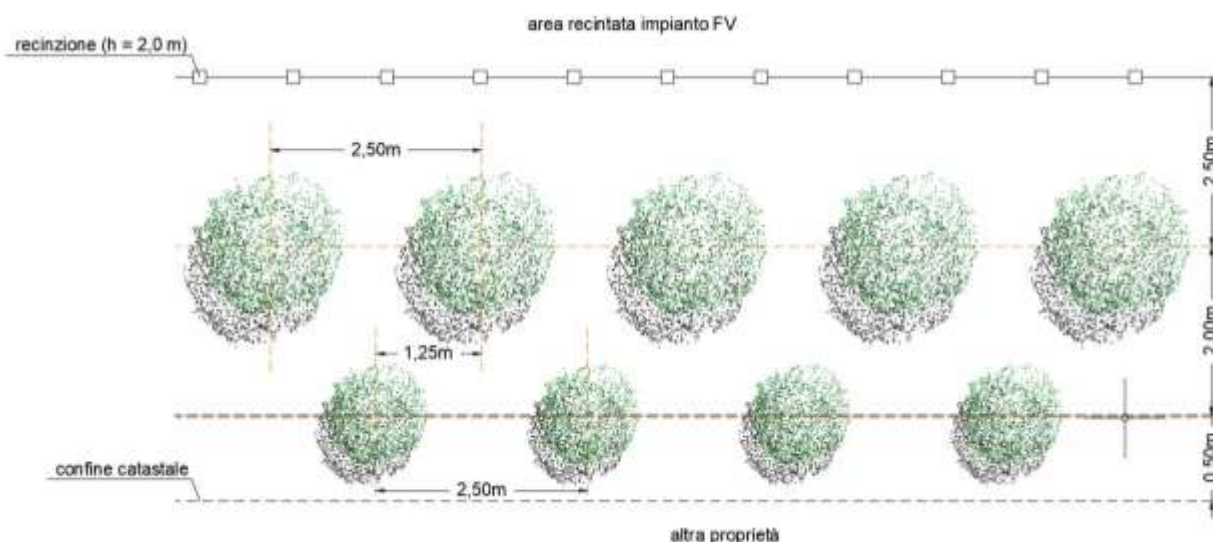 area recintata impianto FV
recinzione (h = 2,0 m)
2,50m
2,50m
1,25m
2,00m
confine catastale
2,50m
0,50m
altra proprietà